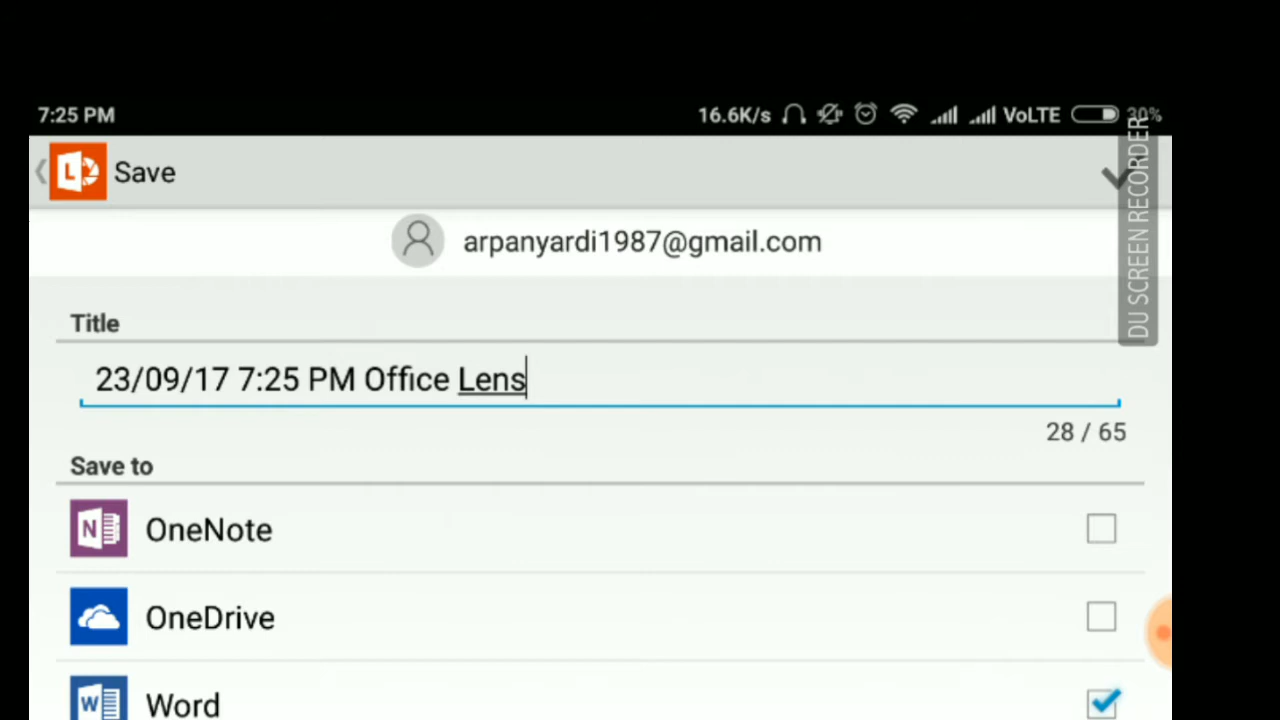 7:25 PM 16.6K/s VoLTE 30%
L Save
DU SCREEN RECORDER
arpanyardi1987@gmail.com
Title
23/09/17 7:25 PM Office Lens
28 / 65
Save to
N OneNote
OneDrive
W Word